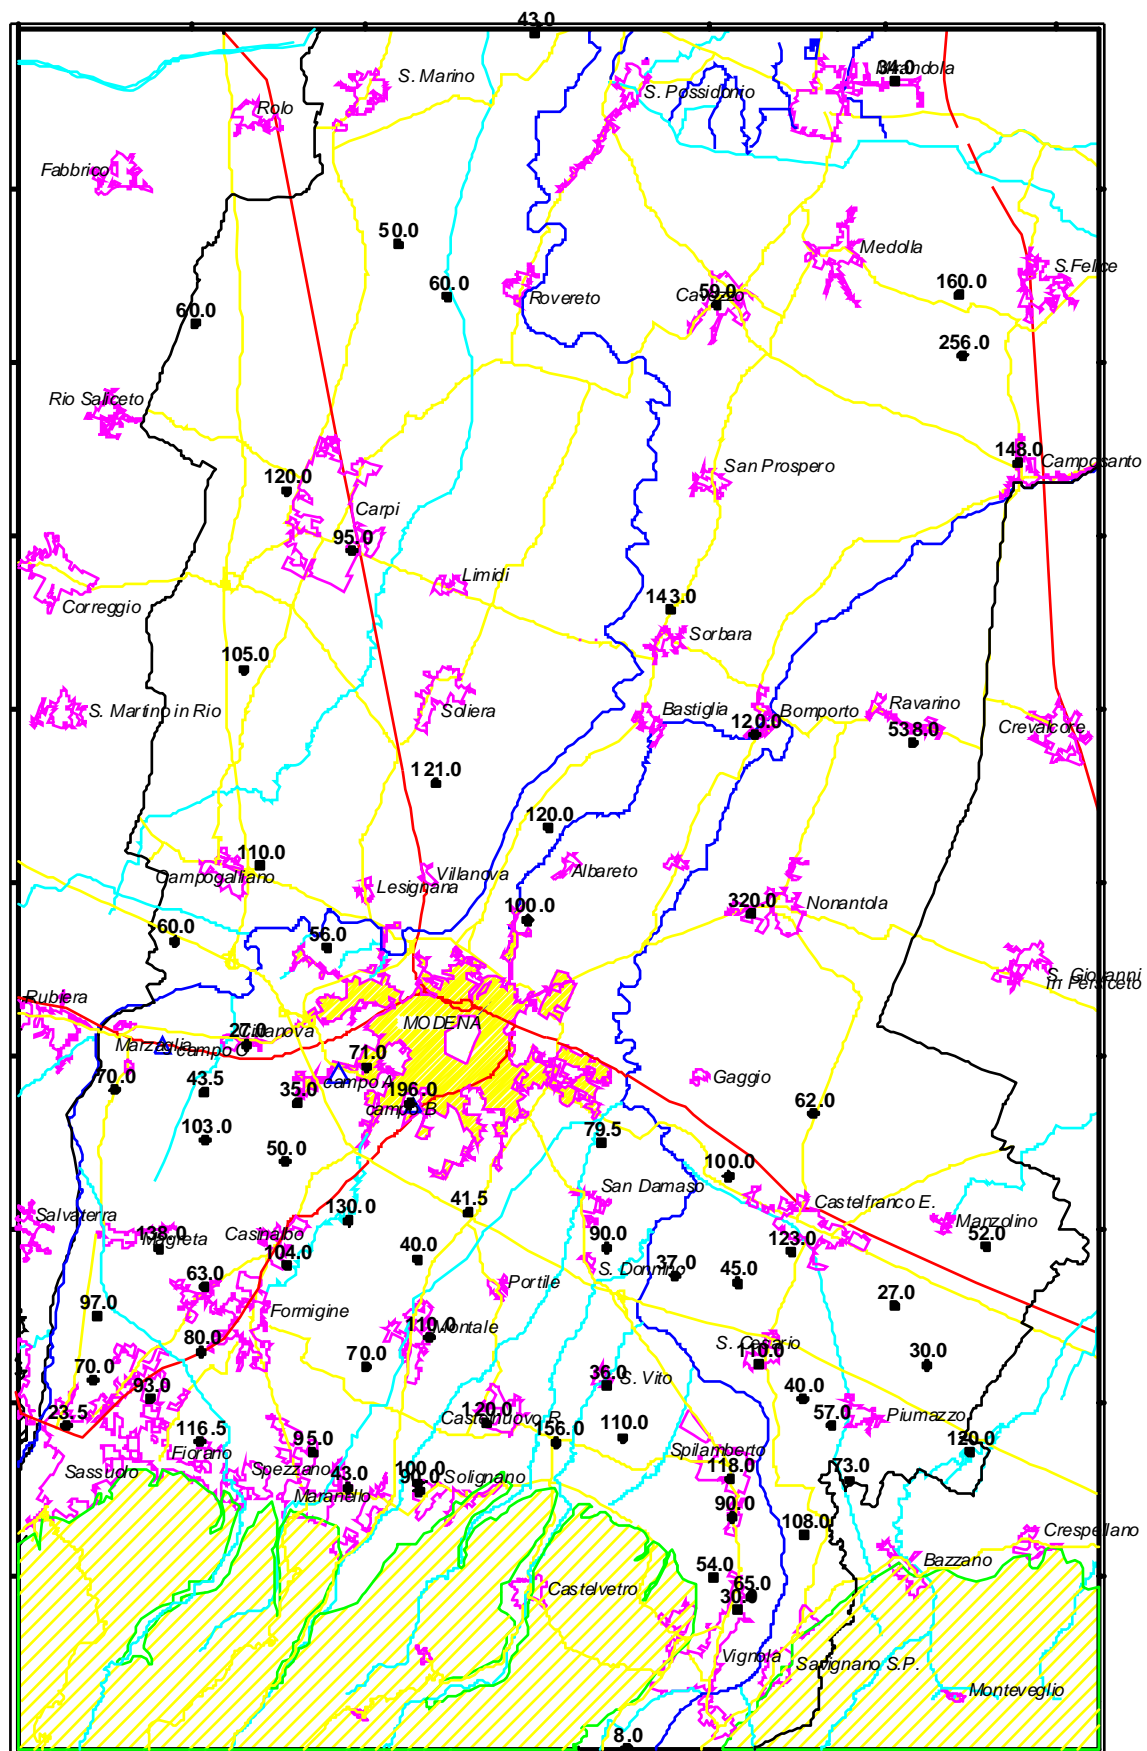 43.0
S. Marino
34.0
Mirandola
S. Possidonio
Rolo
Fabbrico
50.0
Medolla
S.Felice
60.0
Rovereto
59.0
Cavezzo
160.0
60.0
256.0
Rio Saliceto
148.0
Camposanto
San Prospero
120.0
Carpi
95.0
Limidi
Correggio
143.0
Sorbara
105.0
S. Martino in Rio
Soliera
Bastiglia
120.0
Bomporto
Ravarino
538.0
Crevalcore
121.0
120.0
110.0
Campogalliano
Lesignana
Villanova
Albareto
100.0
320.0
Nonantola
60.0
56.0
S. Giovanni
in Persiceto
Rubiera
MODENA
27.0
Cittanova
Marzaglia
campo C
71.0
70.0
43.5
35.0
campo A
196.0
campo B
Gaggio
62.0
103.0
50.0
79.5
100.0
130.0
41.5
San Damaso
Castelfranco E.
Salvaterra
Manzolino
138.0
Magreta
Casinalbo
104.0
40.0
90.0
S. Donnino
37.0
123.0
52.0
63.0
Portile
45.0
97.0
Formigine
27.0
80.0
110.0
Montale
S. Cesario
110.0
30.0
70.0
70.0
93.0
36.0
S. Vito
40.0
23.5
120.0
Castelnuovo R.
57.0
Piumazzo
116.5
Fiorano
95.0
156.0
110.0
Spilamberto
120.0
Sassuolo
Spezzano
43.0
Maranello
100.0
90.0
Solignano
118.0
73.0
90.0
108.0
Crespellano
Bazzano
54.0
Castelvetro
65.0
30.0
Vignola
Savignano S.P.
Monteveglio
8.0